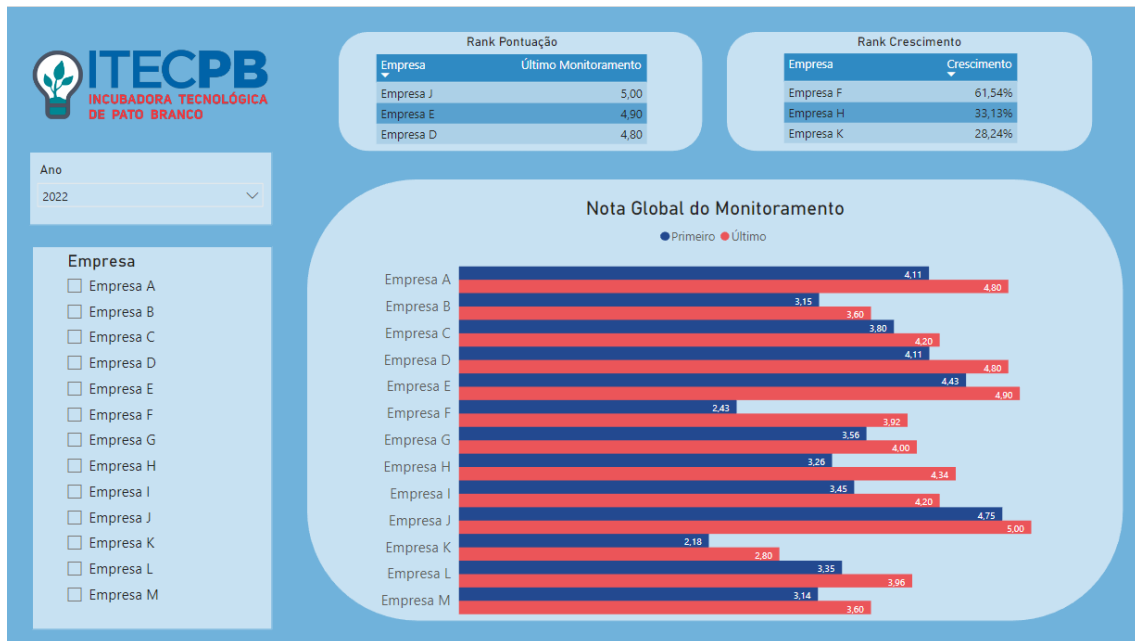 ITECPB
INCUBADORA TECNOLÓGICA
DE PATO BRANCO
Rank Pontuação
Empresa Último Monitoramento
Empresa J 5,00
Empresa E 4,90
Empresa D 4,80
Rank Crescimento
Empresa Crescimento
Empresa F 61,54%
Empresa H 33,13%
Empresa K 28,24%
Ano
2022
Empresa
Empresa A
Empresa B
Empresa C
Empresa D
Empresa E
Empresa F
Empresa G
Empresa H
Empresa I
Empresa J
Empresa K
Empresa L
Empresa M
Nota Global do Monitoramento
Primeiro Último
Empresa A 4,11
4,80
Empresa B 3,15
3,60
Empresa C 3,80
4,20
Empresa D 4,11
4,80
Empresa E 4,43
4,90
Empresa F 2,43
3,92
Empresa G 3,56
4,00
Empresa H 3,26
4,34
Empresa I 3,45
4,20
Empresa J 4,75
5,00
Empresa K 2,18
2,80
Empresa L 3,35
3,96
Empresa M 3,14
3,60